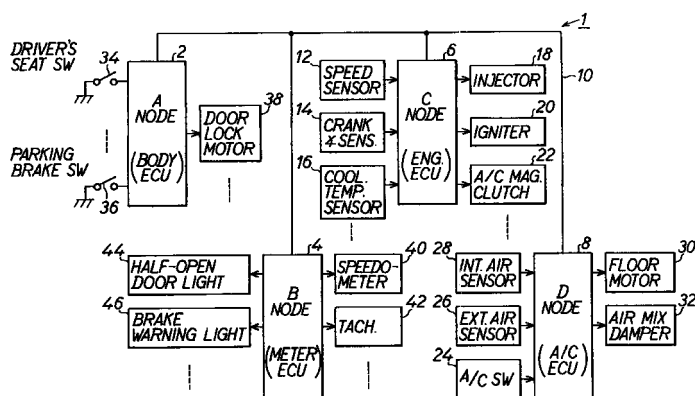 1
DRIVER'S
SEAT SW
34
2
A
NODE
(BODY
ECU)
38
DOOR
LOCK
MOTOR
PARKING
BRAKE SW
36
12
SPEED
SENSOR
14
CRANK
∢ SENS.
16
COOL.
TEMP.
SENSOR
6
C
NODE
(ENG.
ECU)
18
INJECTOR
20
IGNITER
22
A/C MAG.
CLUTCH
10
44
HALF-OPEN
DOOR LIGHT
46
BRAKE
WARNING LIGHT
4
B
NODE
(METER
ECU)
40
SPEEDO-
METER
42
TACH.
28
INT. AIR
SENSOR
26
EXT. AIR
SENSOR
24
A/C SW
8
D
NODE
(A/C
ECU)
30
FLOOR
MOTOR
32
AIR MIX
DAMPER